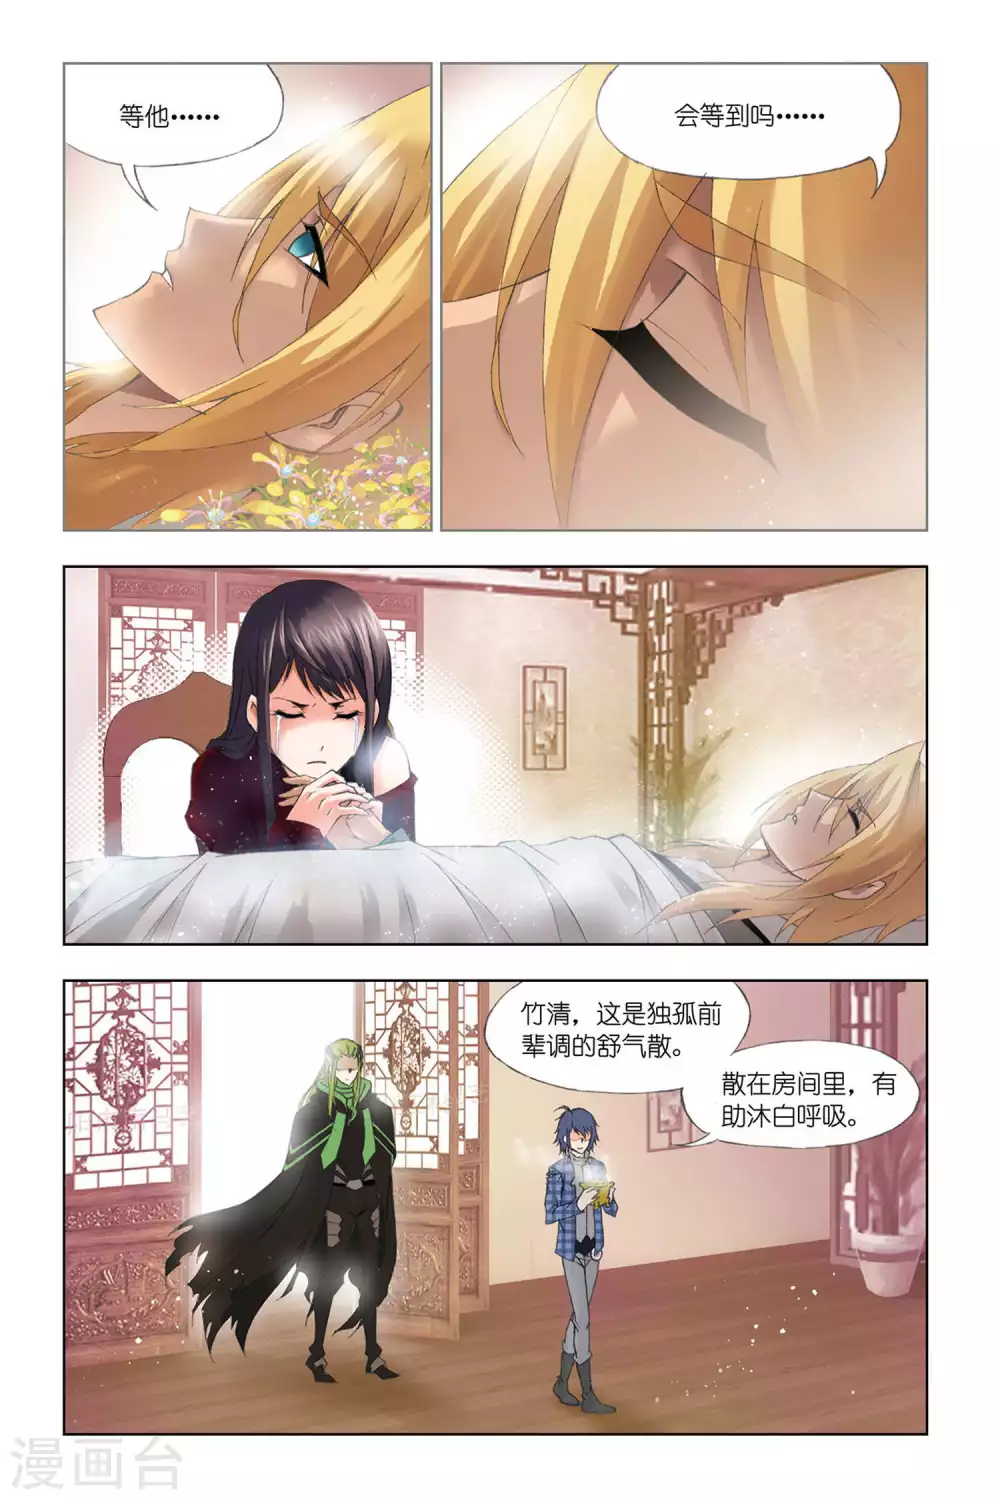 等他……
会等到吗……
竹清，这是独孤前
辈调的舒气散。
散在房间里，有
助沐白呼吸。
漫画台